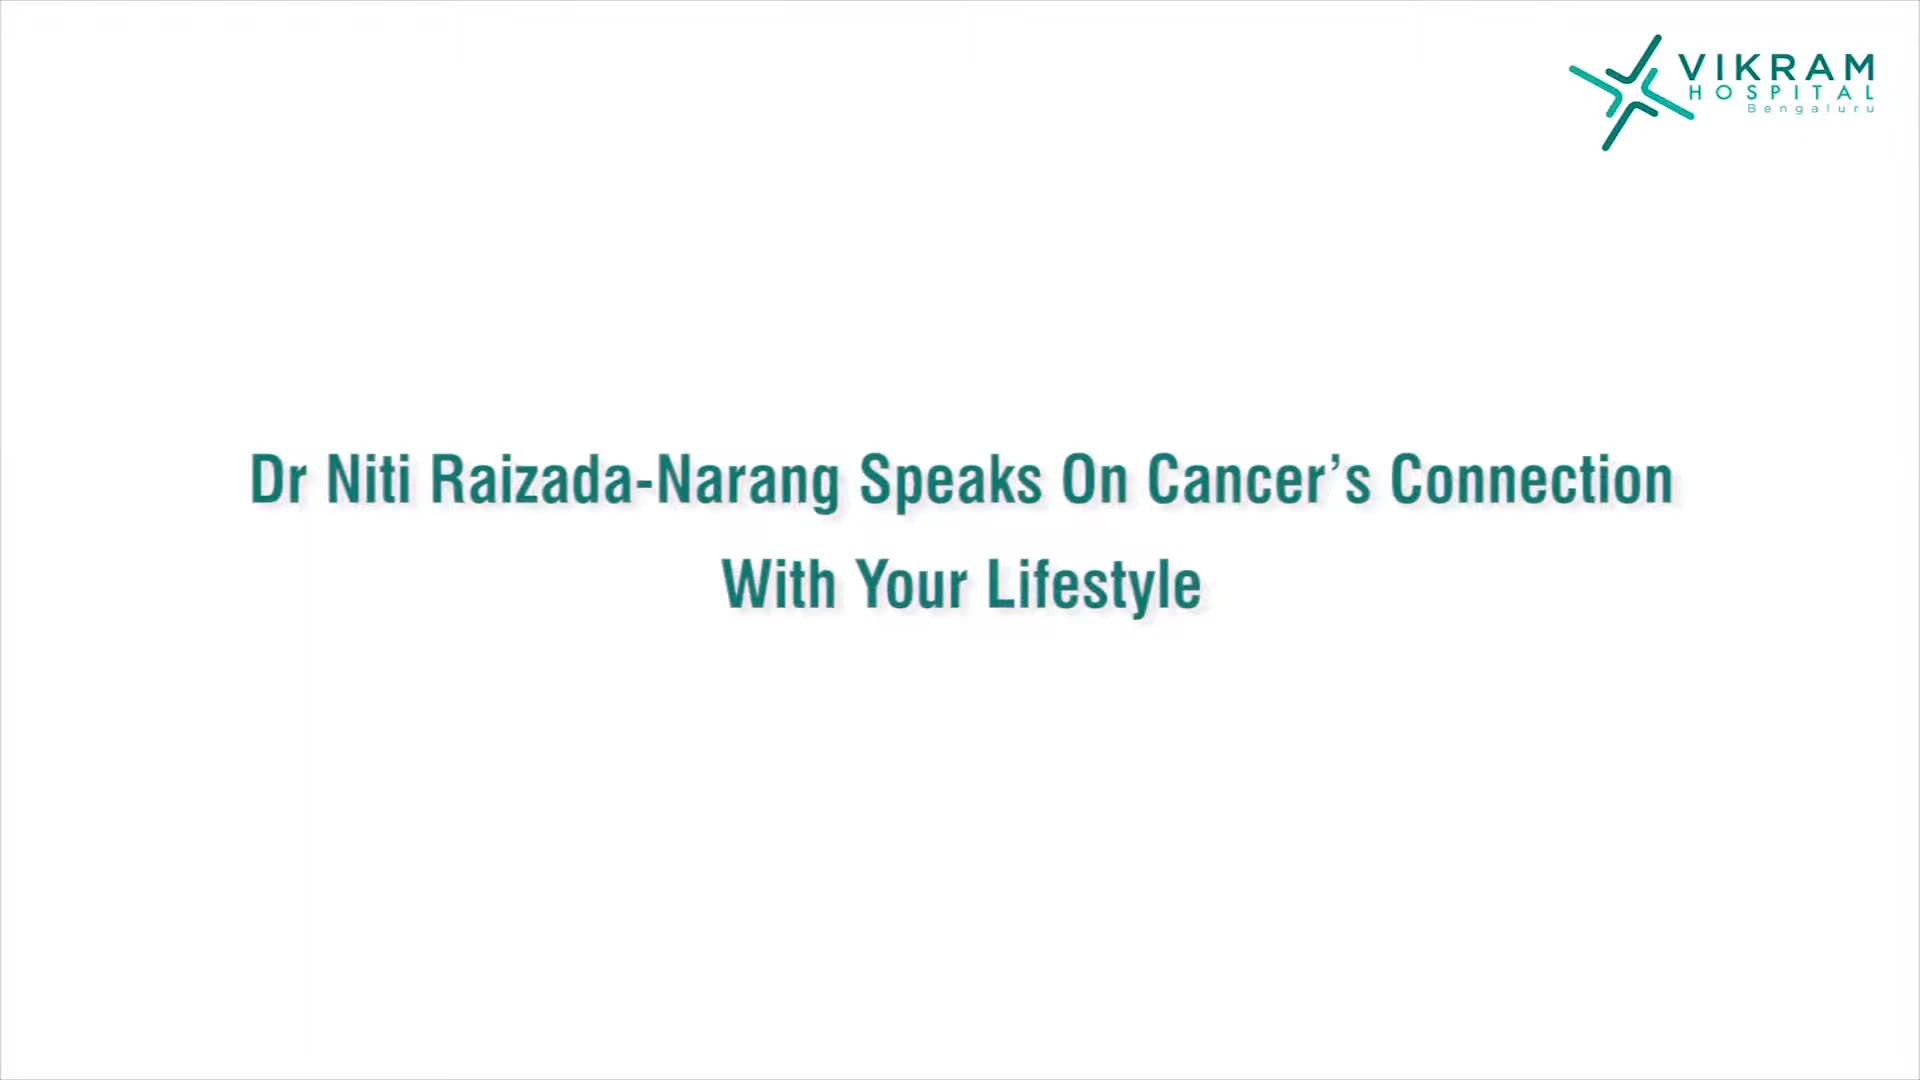 VIKRAM
HOSPITAL
Bengaluru
Dr Niti Raizada-Narang Speaks On Cancer’s Connection
With Your Lifestyle